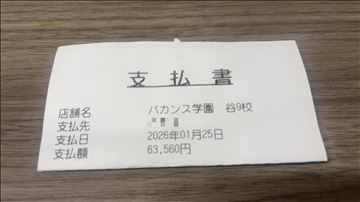 支払書
店舗名 バカンス学園 谷9校
支払先
支払日 2026年01月25日
支払額 63,560円